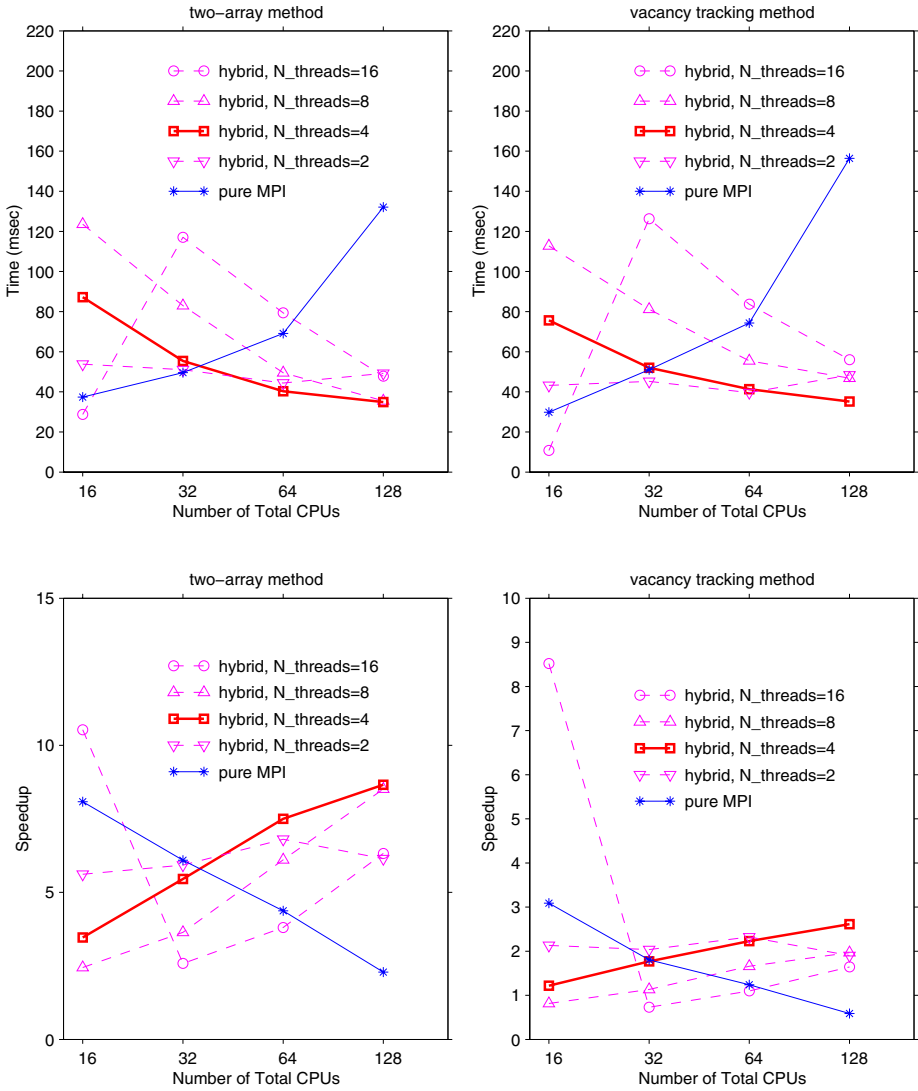 two-array method
220
200
180
160
140
120
100
80
60
40
20
0
Time (msec)
hybrid, N_threads=16
hybrid, N_threads=8
hybrid, N_threads=4
hybrid, N_threads=2
pure MPI
16 32 64 128
Number of Total CPUs
vacancy tracking method
220
200
180
160
140
120
100
80
60
40
20
0
Time (msec)
hybrid, N_threads=16
hybrid, N_threads=8
hybrid, N_threads=4
hybrid, N_threads=2
pure MPI
16 32 64 128
Number of Total CPUs
two-array method
15
10
5
0
Speedup
hybrid, N_threads=16
hybrid, N_threads=8
hybrid, N_threads=4
hybrid, N_threads=2
pure MPI
16 32 64 128
Number of Total CPUs
vacancy tracking method
10
9
8
7
6
5
4
3
2
1
0
Speedup
hybrid, N_threads=16
hybrid, N_threads=8
hybrid, N_threads=4
hybrid, N_threads=2
pure MPI
16 32 64 128
Number of Total CPUs